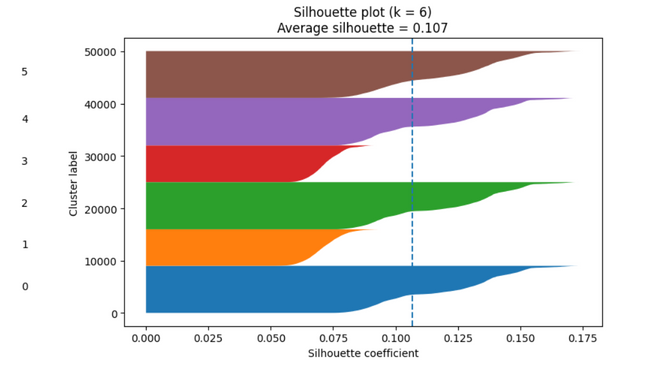 Silhouette plot (k = 6)
Average silhouette = 0.107
50000
5
40000
4
30000
3
Cluster label
2
20000
1
10000
0
0
0.000 0.025 0.050 0.075 0.100 0.125 0.150 0.175
Silhouette coefficient